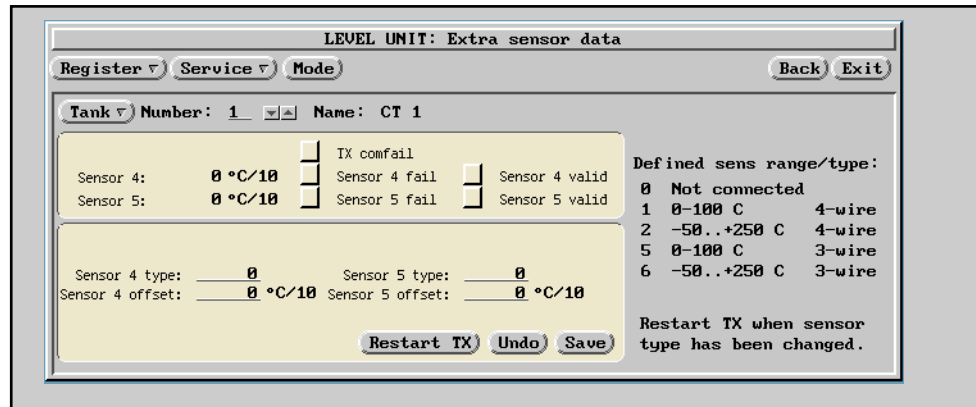 LEVEL UNIT: Extra sensor data
Register ▿ Service ▿ Mode Back Exit
Tank ▿ Number: 1 Name: CT 1
TX comfail
Sensor 4: 0 °C/10 Sensor 4 fail Sensor 4 valid
Sensor 5: 0 °C/10 Sensor 5 fail Sensor 5 valid
Sensor 4 type: 0 Sensor 5 type: 0
Sensor 4 offset: 0 °C/10 Sensor 5 offset: 0 °C/10
Restart TX Undo Save
Defined sens range/type:
0 Not connected
1 0-100 C 4-wire
2 -50..+250 C 4-wire
5 0-100 C 3-wire
6 -50..+250 C 3-wire
Restart TX when sensor
type has been changed.